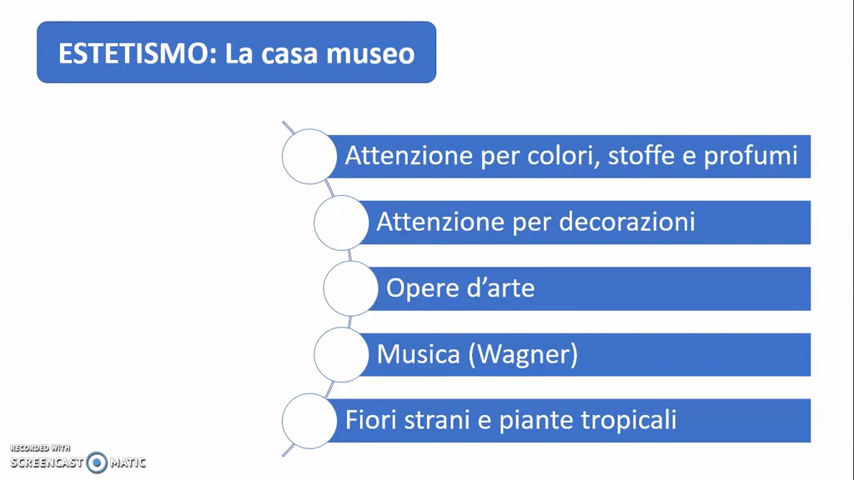 ESTETISMO: La casa museo
Attenzione per colori, stoffe e profumi
Attenzione per decorazioni
Opere d’arte
Musica (Wagner)
Fiori strani e piante tropicali
RECORDED WITH
SCREENCAST MATIC